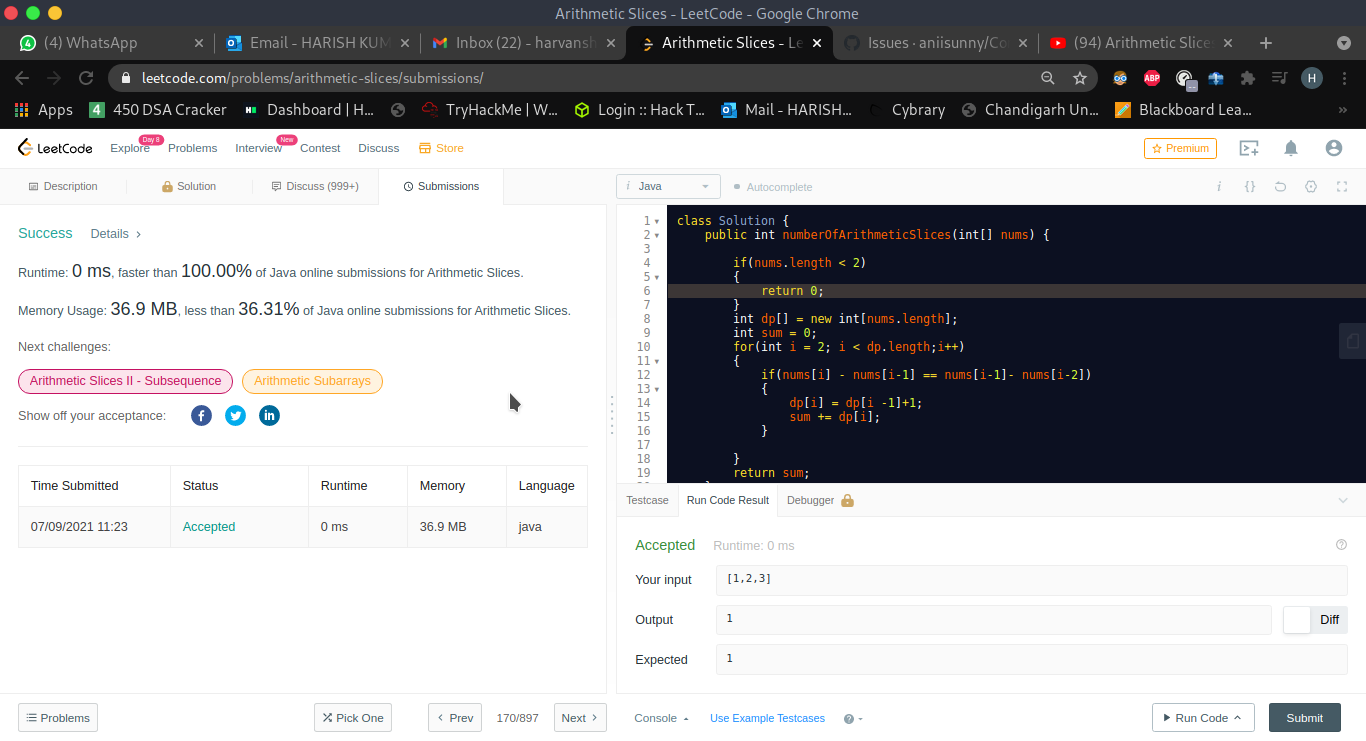 Arithmetic Slices - LeetCode - Google Chrome
(4) WhatsApp
Email - HARISH KUM
Inbox (22) - harvansh
Arithmetic Slices - Le
Issues · aniisunny/Co
(94) Arithmetic Slice
leetcode.com/problems/arithmetic-slices/submissions/
ABP
H
Apps
4 450 DSA Cracker
Dashboard | H...
TryHackMe | W...
Login :: Hack T...
Mail - HARISH...
Cybrary
Chandigarh Un...
Blackboard Lea...
»
LeetCode
Explore
Day 8
Problems
Interview
New
Contest
Discuss
Store
Premium
Description
Solution
Discuss (999+)
Submissions
i Java
Autocomplete
i {}
Success Details >
Runtime: 0 ms, faster than 100.00% of Java online submissions for Arithmetic Slices.
Memory Usage: 36.9 MB, less than 36.31% of Java online submissions for Arithmetic Slices.
Next challenges:
Arithmetic Slices II - Subsequence
Arithmetic Subarrays
Show off your acceptance:
Time Submitted Status Runtime Memory Language
07/09/2021 11:23 Accepted 0 ms 36.9 MB java
1 class Solution {
2 public int numberOfArithmeticSlices(int[] nums) {
3
4 if(nums.length < 2)
5 {
6 return 0;
7 }
8 int dp[] = new int[nums.length];
9 int sum = 0;
10 for(int i = 2; i < dp.length;i++)
11 {
12 if(nums[i] - nums[i-1] == nums[i-1]- nums[i-2])
13 {
14 dp[i] = dp[i -1]+1;
15 sum += dp[i];
16 }
17
18 }
19 return sum;
Testcase
Run Code Result
Debugger
Accepted Runtime: 0 ms
Your input [1,2,3]
Output 1 Diff
Expected 1
Problems
Pick One
Prev
170/897
Next
Console
Use Example Testcases
Run Code
Submit